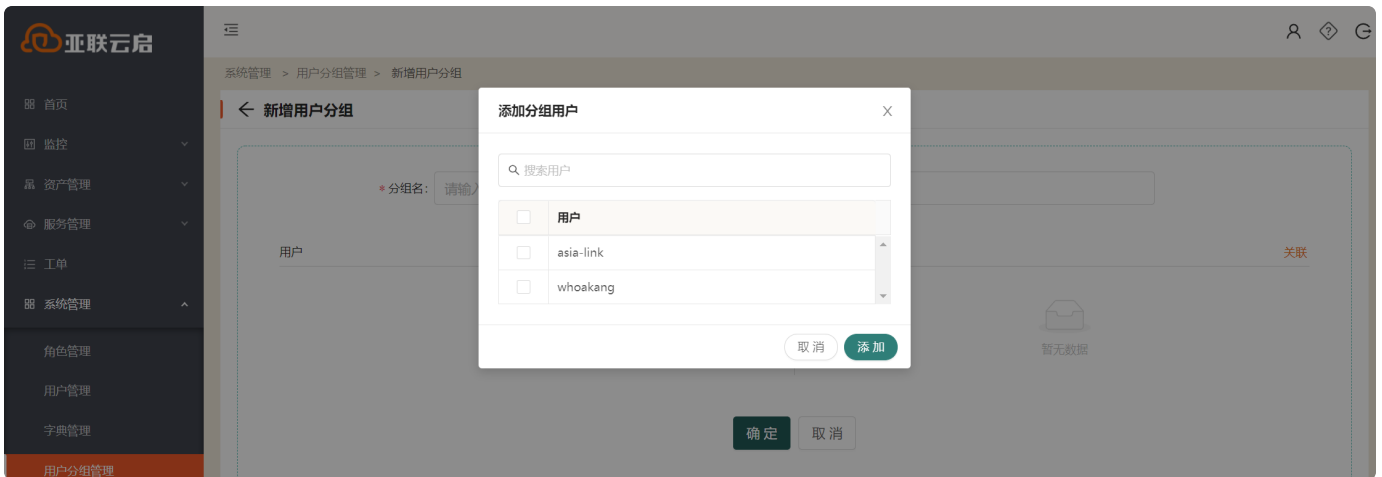 亚联云启
首页
监控
资产管理
服务管理
工单
系统管理
角色管理
用户管理
字典管理
用户分组管理
系统管理 > 用户分组管理 > 新增用户分组
← 新增用户分组
* 分组名: 请输入
用户
关联
暂无数据
确 定 取 消
添加分组用户 X
搜索用户
用户
asia-link
whoakang
取 消 添 加